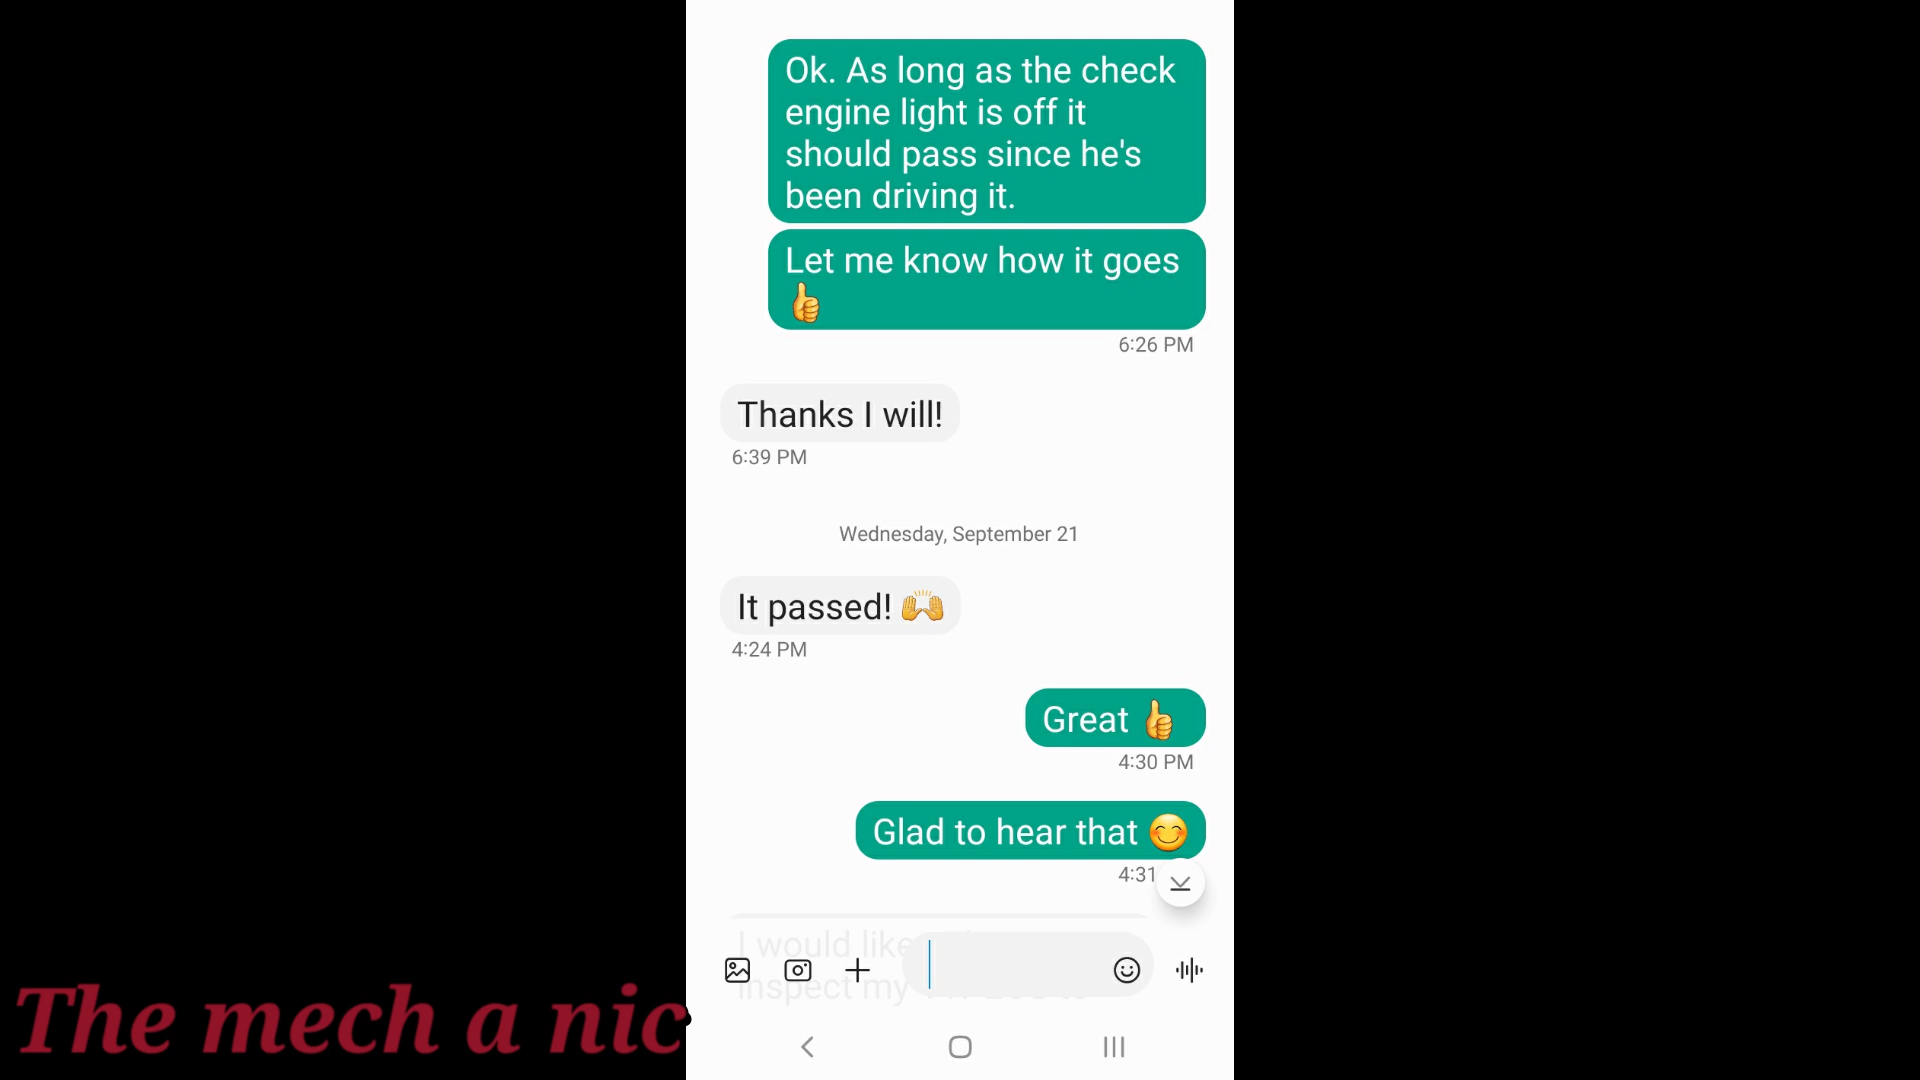 Ok. As long as the check
engine light is off it
should pass since he's
been driving it.
Let me know how it goes
👍
6:26 PM
Thanks I will!
6:39 PM
Wednesday, September 21
It passed! 🙌
4:24 PM
Great 👍
4:30 PM
Glad to hear that 😊
4:31
I would like
inspect my
The mech a nic